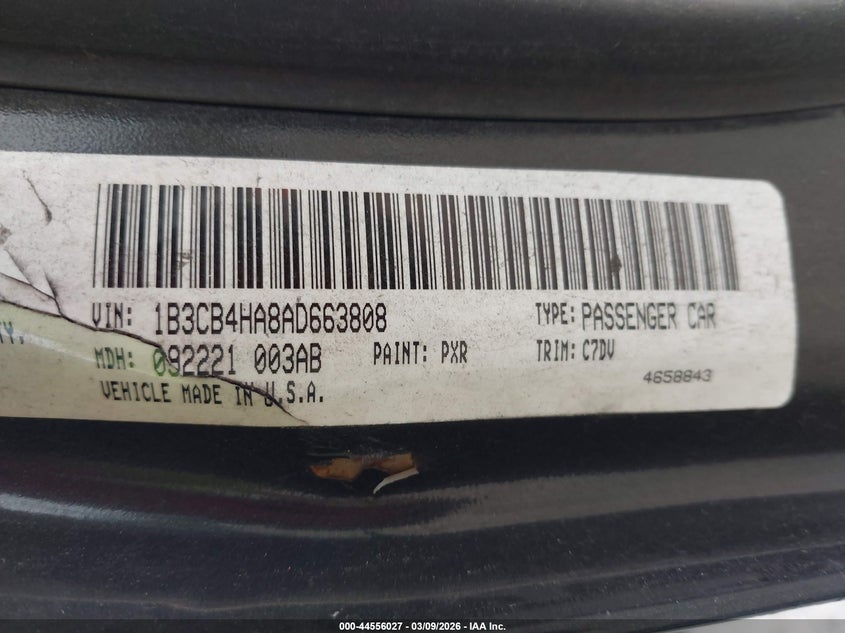 VIN: 1B3CB4HA8AD663808 TYPE: PASSENGER CAR
MDH: 092221 003AB PAINT: PXR TRIM: C7DV
VEHICLE MADE IN U.S.A. 4658843
000-44556027 - 03/09/2026 - IAA Inc.